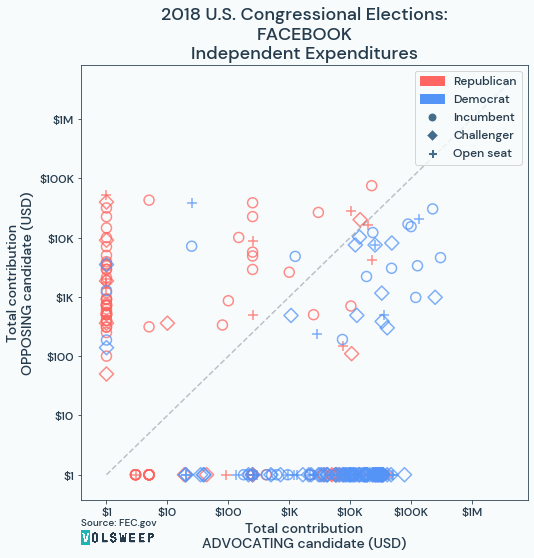 2018 U.S. Congressional Elections:
FACEBOOK
Independent Expenditures
Republican
Democrat
Incumbent
Challenger
Open seat
$1M
$100K
$10K
$1K
$100
$10
$1
Total contribution
OPPOSING candidate (USD)
$1
$10
$100
$1K
$10K
$100K
$1M
Total contribution
ADVOCATING candidate (USD)
Source: FEC.gov
VOLSWEEP